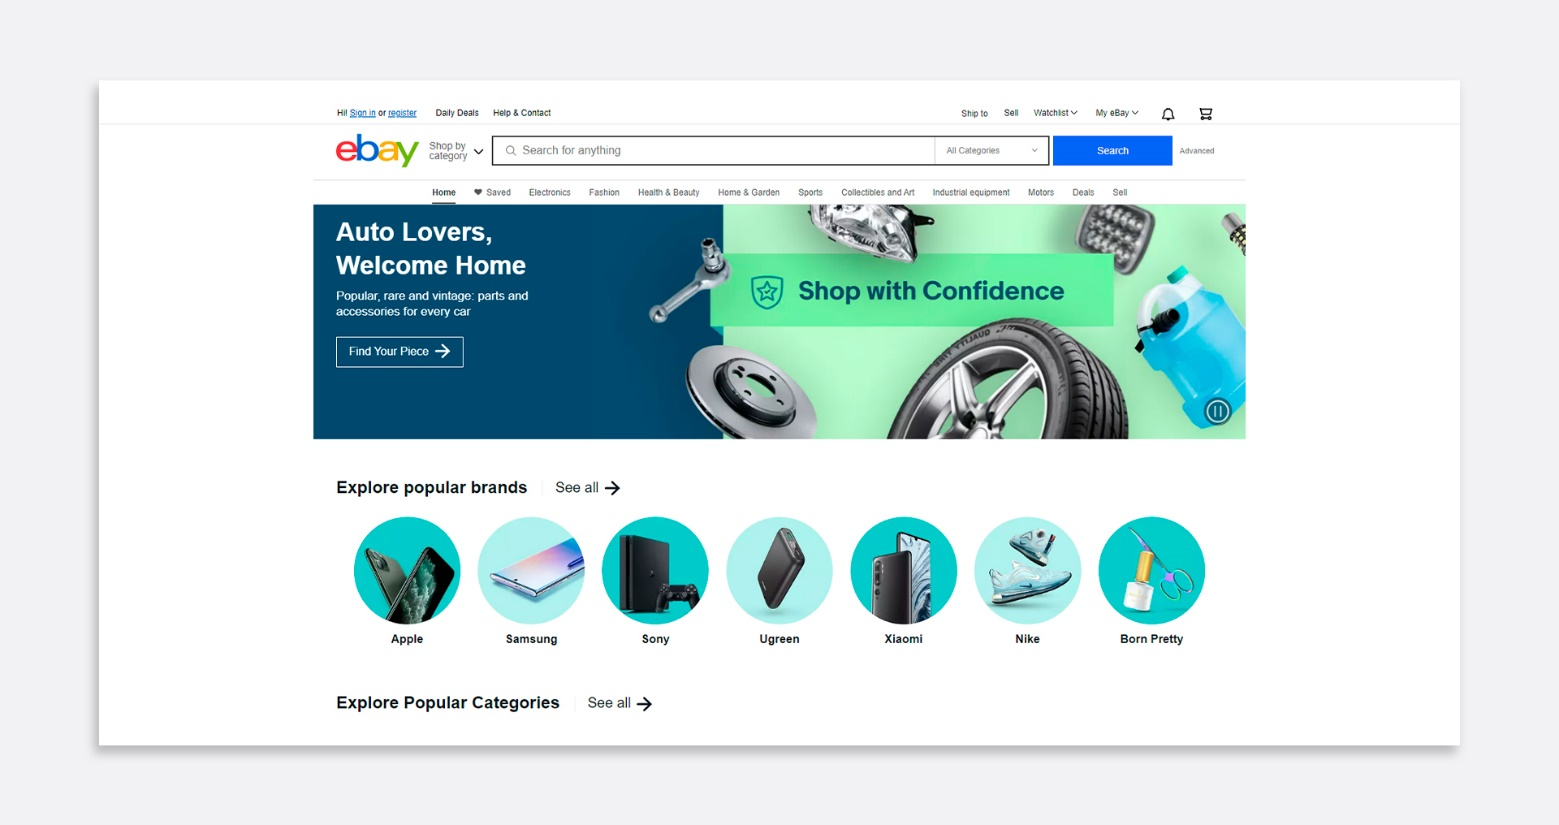 Hi! Sign in or register Daily Deals Help & Contact Ship to Sell Watchlist My eBay
ebay Shop by category Search for anything All Categories Search Advanced
Home Saved Electronics Fashion Health & Beauty Home & Garden Sports Collectibles and Art Industrial equipment Motors Deals Sell
Auto Lovers,
Welcome Home
Popular, rare and vintage: parts and
accessories for every car
Find Your Piece
Shop with Confidence
Explore popular brands See all
Apple Samsung Sony Ugreen Xiaomi Nike Born Pretty
Explore Popular Categories See all